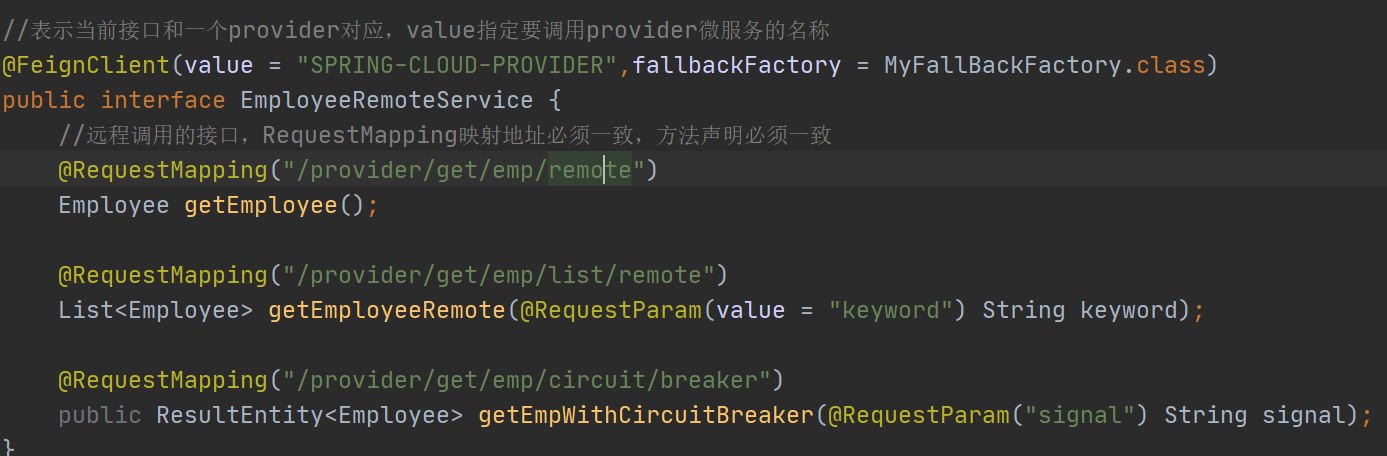 //表示当前接口和一个provider对应，value指定要调用provider微服务的名称
@FeignClient(value = "SPRING-CLOUD-PROVIDER",fallbackFactory = MyFallBackFactory.class)
public interface EmployeeRemoteService {
    //远程调用的接口，RequestMapping映射地址必须一致，方法声明必须一致
    @RequestMapping("/provider/get/emp/remote")
    Employee getEmployee();
    @RequestMapping("/provider/get/emp/list/remote")
    List<Employee> getEmployeeRemote(@RequestParam(value = "keyword") String keyword);
    @RequestMapping("/provider/get/emp/circuit/breaker")
    public ResultEntity<Employee> getEmpWithCircuitBreaker(@RequestParam("signal") String signal);
}